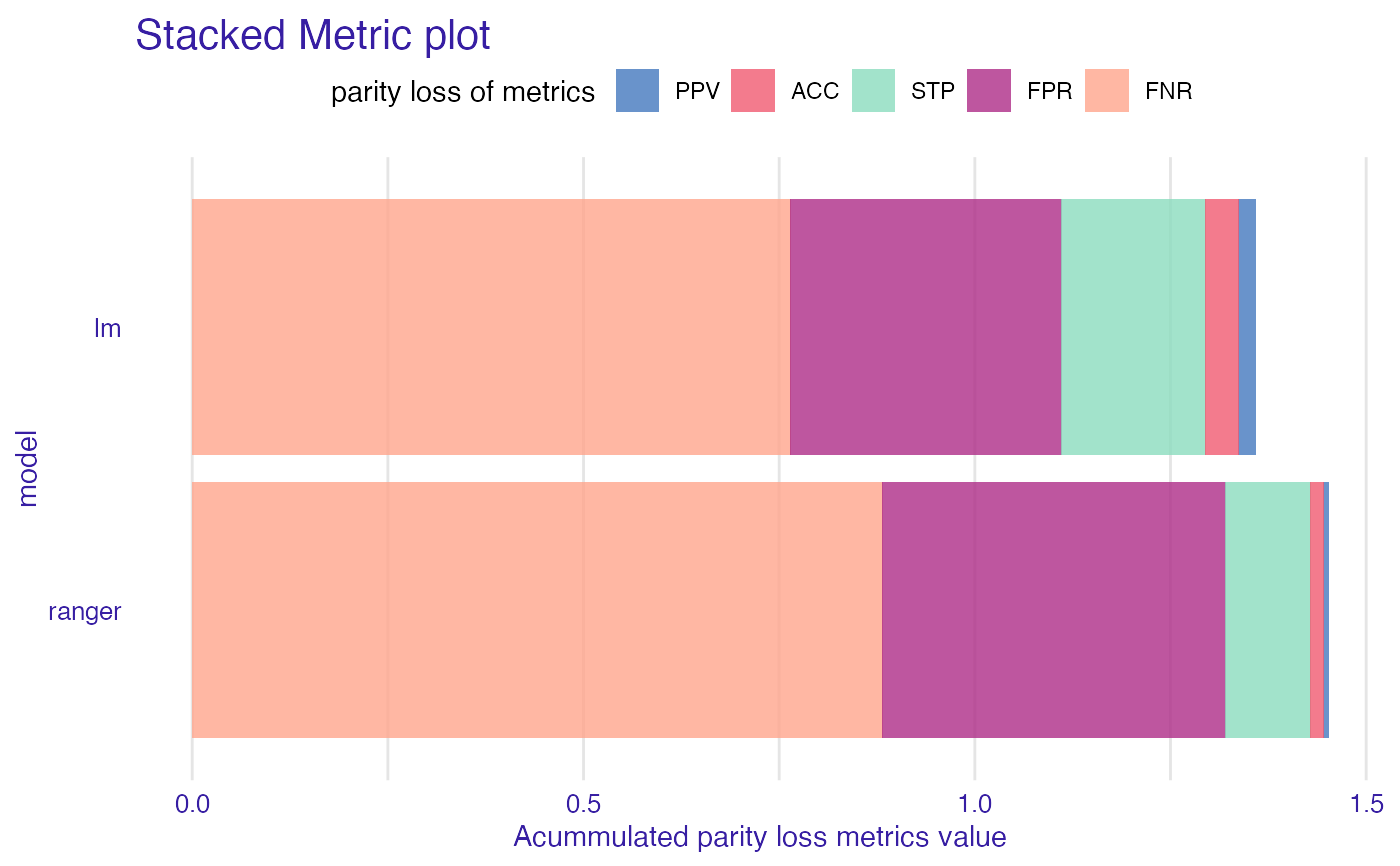 Stacked Metric plot
parity loss of metrics PPV ACC STP FPR FNR
lm
model
ranger
0.0 0.5 1.0 1.5
Acummulated parity loss metrics value